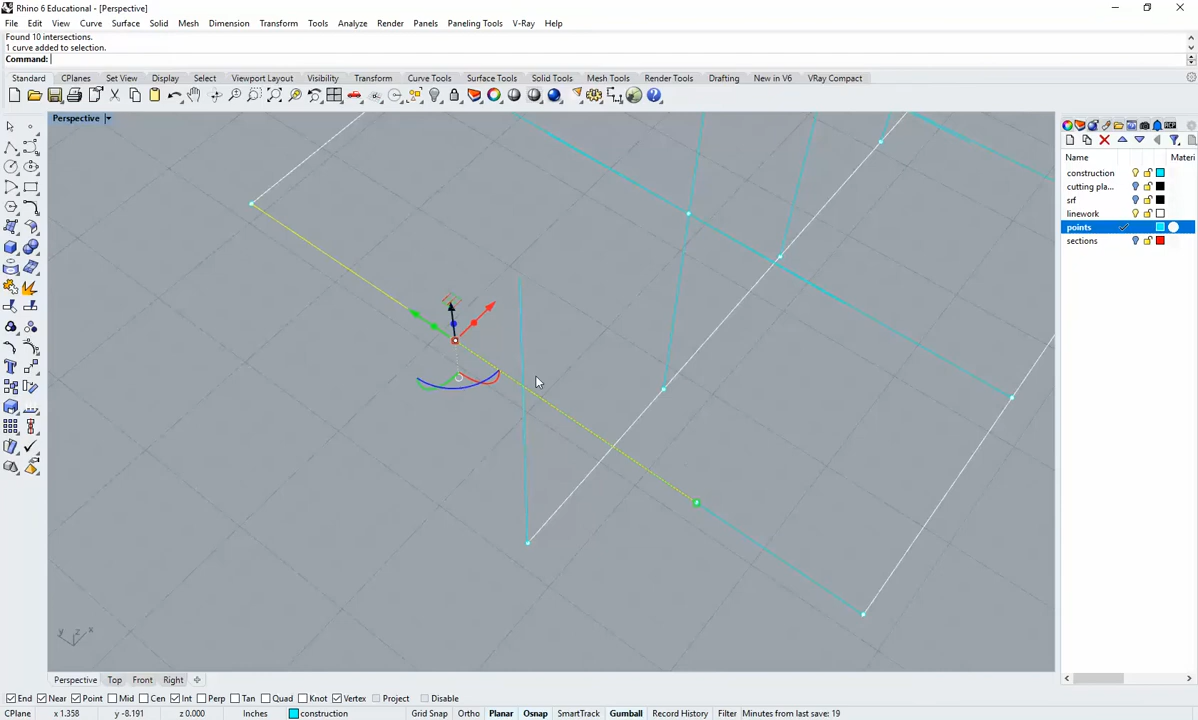 Rhino 6 Educational - [Perspective]
File Edit View Curve Surface Solid Mesh Dimension Transform Tools Analyze Render Panels Paneling Tools V-Ray Help
Found 10 intersections.
1 curve added to selection.
Command:
Standard CPlanes Set View Display Select Viewport Layout Visibility Transform Curve Tools Surface Tools Solid Tools Mesh Tools Render Tools Drafting New in V6 VRay Compact
Perspective
Name Materi
construction
cutting pla...
srf
linework
points
sections
y z x
Perspective Top Front Right
End Near Point Mid Cen Int Perp Tan Quad Knot Vertex Project Disable
CPlane x 1.358 y -8.191 z 0.000 Inches construction Grid Snap Ortho Planar Osnap SmartTrack Gumball Record History Filter Minutes from last save: 19